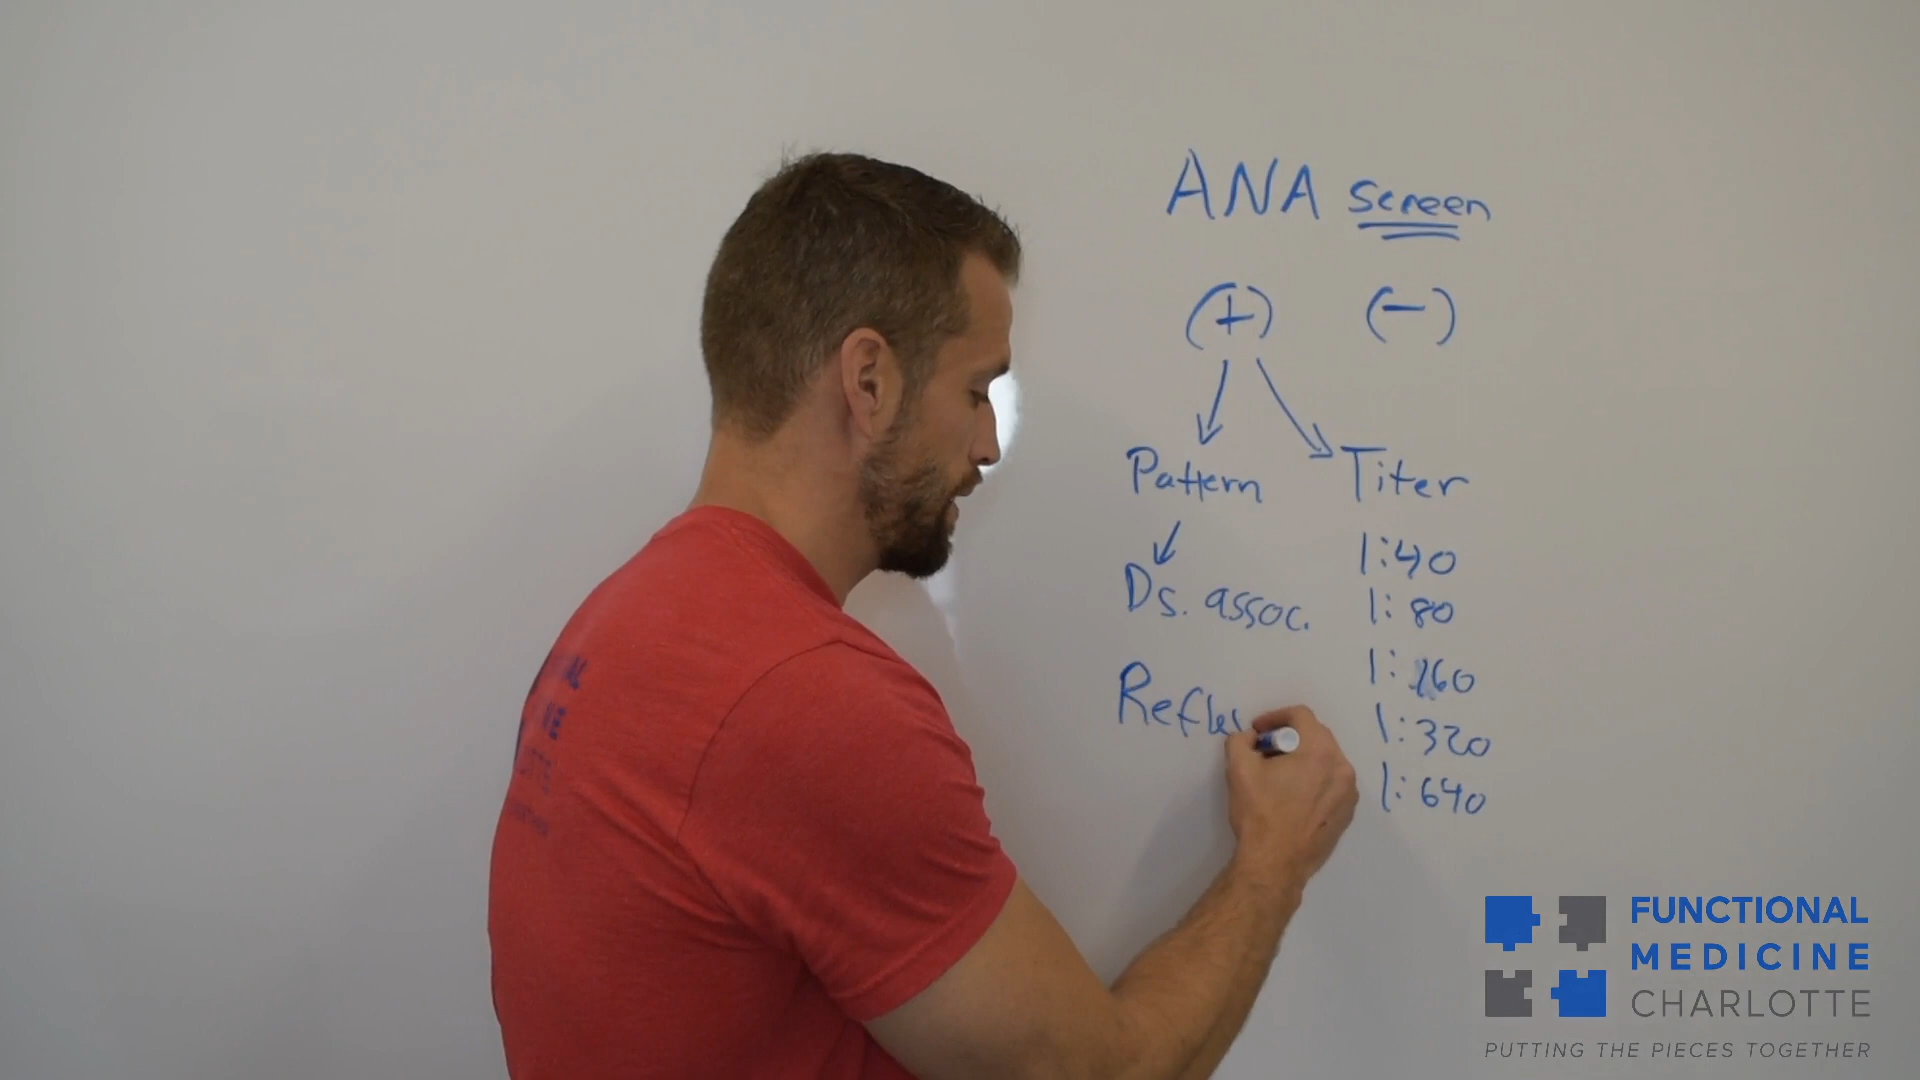 ANA screen
(+) (-)
Pattern Titer
1:40
Ds. assoc.
1:80
1:160
1:320
1:640
FUNCTIONAL
MEDICINE
CHARLOTTE
PUTTING THE PIECES TOGETHER